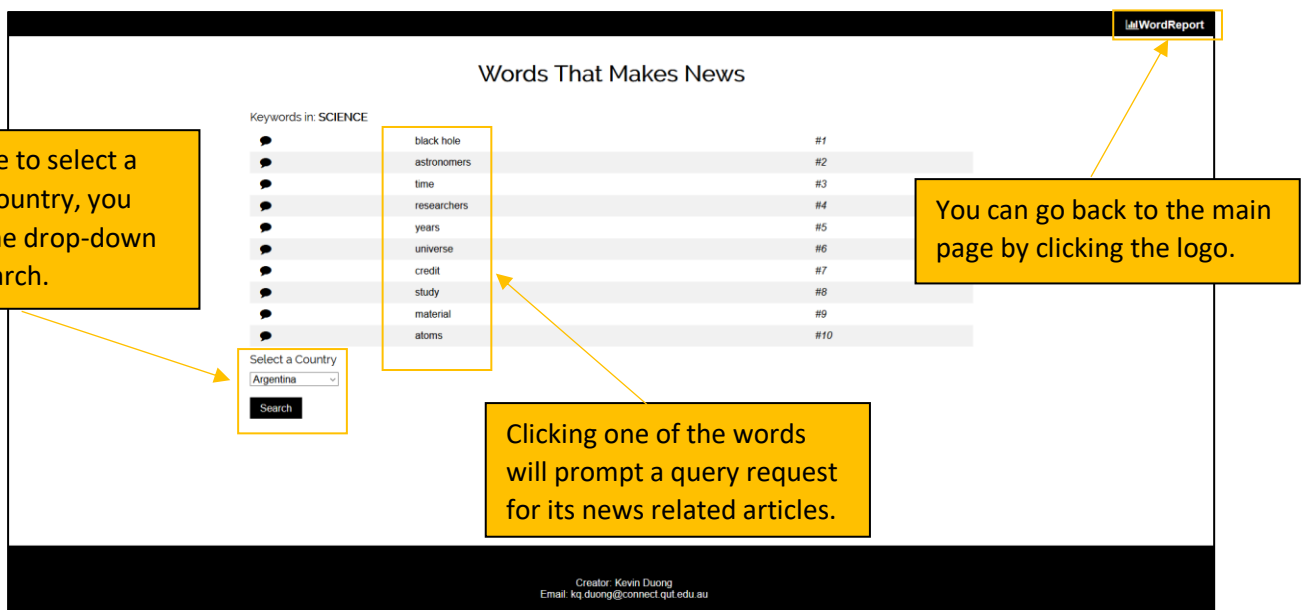 WordReport
Words That Makes News
Keywords in: SCIENCE
black hole #1
astronomers #2
time #3
researchers #4
years #5
universe #6
credit #7
study #8
material #9
atoms #10
Select a Country
Argentina
Search
e to select a
ountry, you
e drop-down
arch.
You can go back to the main
page by clicking the logo.
Clicking one of the words
will prompt a query request
for its news related articles.
Creator: Kevin Duong
Email: kq.duong@connect.qut.edu.au